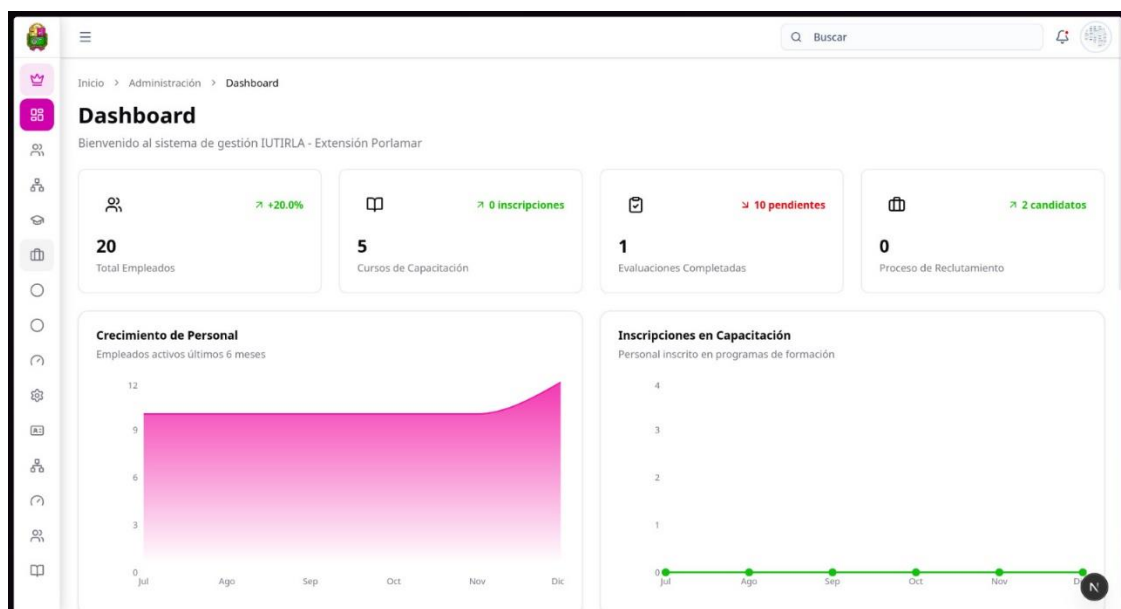 Buscar
Inicio > Administración > Dashboard
Dashboard
Bienvenido al sistema de gestión IUTIRLA - Extensión Porlamar
+20.0%
20
Total Empleados
0 inscripciones
5
Cursos de Capacitación
10 pendientes
1
Evaluaciones Completadas
2 candidatos
0
Proceso de Reclutamiento
Crecimiento de Personal
Empleados activos últimos 6 meses
12
9
6
3
0
Jul Ago Sep Oct Nov Dic
Inscripciones en Capacitación
Personal inscrito en programas de formación
4
3
2
1
0
Jul Ago Sep Oct Nov
N